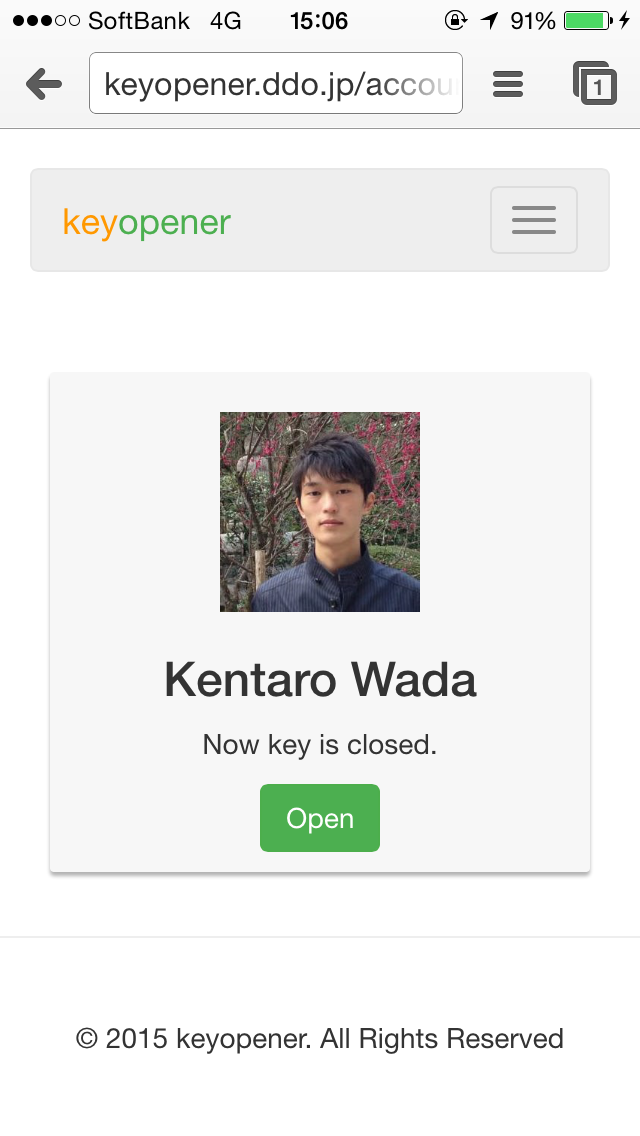 SoftBank 4G 15:06 91%
keyopener.ddo.jp/accou
1
keyopener
Kentaro Wada
Now key is closed.
Open
© 2015 keyopener. All Rights Reserved